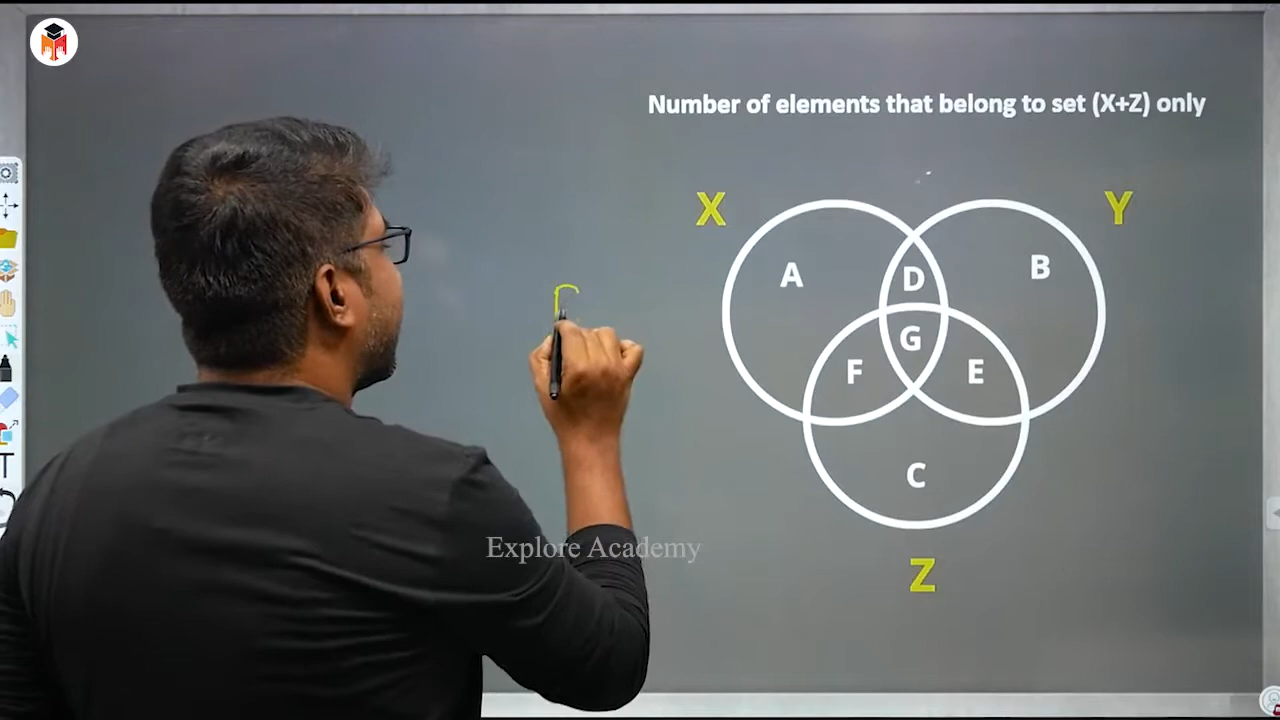 Number of elements that belong to set (X+Z) only
X
Y
A
D
B
G
F
E
C
Z
Explore Academy
T